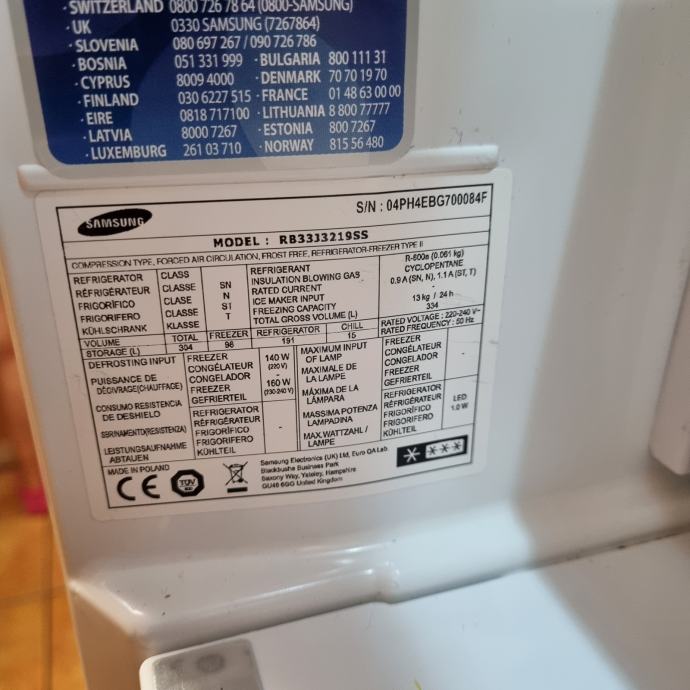 · SWITZERLAND 0800 726 78 64 (0800-SAMSUNG)
· UK 0330 SAMSUNG (7267864)
· SLOVENIA 080 697 267 / 090 726 786
· BOSNIA 051 331 999 · BULGARIA 800 111 31
· CYPRUS 8009 4000 · DENMARK 70 70 19 70
· FINLAND 030 6227 515 · FRANCE 01 48 63 00 00
· EIRE 0818 717100 · LITHUANIA 8 800 77777
· LATVIA 8000 7267 · ESTONIA 800 7267
· LUXEMBURG 261 03 710 · NORWAY 815 56 480
SAMSUNG
S/N : 04PH4EBG700084F
MODEL : RB33J3219SS
COMPRESSION TYPE, FORCED AIR CIRCULATION, FROST FREE, REFRIGERATOR-FREEZER TYPE II
REFRIGERATOR CLASS
RÉFRIGÉRATEUR CLASSE
FRIGORÍFICO CLASE
FRIGORIFERO CLASSE
KÜHLSCHRANK KLASSE
SN
N
ST
T
REFRIGERANT R-600a (0.061 kg)
INSULATION BLOWING GAS CYCLOPENTANE
RATED CURRENT 0.9 A (SN, N), 1.1 A (ST, T)
ICE MAKER INPUT -
FREEZING CAPACITY 13 kg / 24 h
TOTAL GROSS VOLUME (L) 334
VOLUME TOTAL FREEZER REFRIGERATOR CHILL
STORAGE (L) 304 98 191 15
RATED VOLTAGE : 220-240 V~
RATED FREQUENCY : 50 Hz
DEFROSTING INPUT
PUISSANCE DE
DÉGIVRAGE(CHAUFFAGE)
CONSUMO RESISTENCIA
DE DESHIELO
SBRINAMENTO(RESISTENZA)
LEISTUNGSAUFNAHME
ABTAUEN
FREEZER
CONGÉLATEUR
CONGELADOR
FREEZER
GEFRIERTEIL
140 W
(220 V)
-
160 W
(230-240 V)
REFRIGERATOR
RÉFRIGÉRATEUR
FRIGORÍFICO
FRIGORIFERO
KÜHLTEIL
-
MAXIMUM INPUT
OF LAMP
MAXIMALE DE
LA LAMPE
MÁXIMA DE LA
LÁMPARA
MASSIMA POTENZA
LAMPADINA
MAX.WATTZAHL /
LAMPE
FREEZER
CONGÉLATEUR
CONGELADOR
FREEZER
GEFRIERTEIL
-
REFRIGERATOR
RÉFRIGÉRATEUR
FRIGORÍFICO
FRIGORIFERO
KÜHLTEIL
LED
1.0 W
MADE IN POLAND
CE
TÜV
Samsung Electronics (UK) Ltd, Euro QA Lab.
Blackbushe Business Park
Saxony Way, Yateley, Hampshire
GU46 6GG United Kingdom